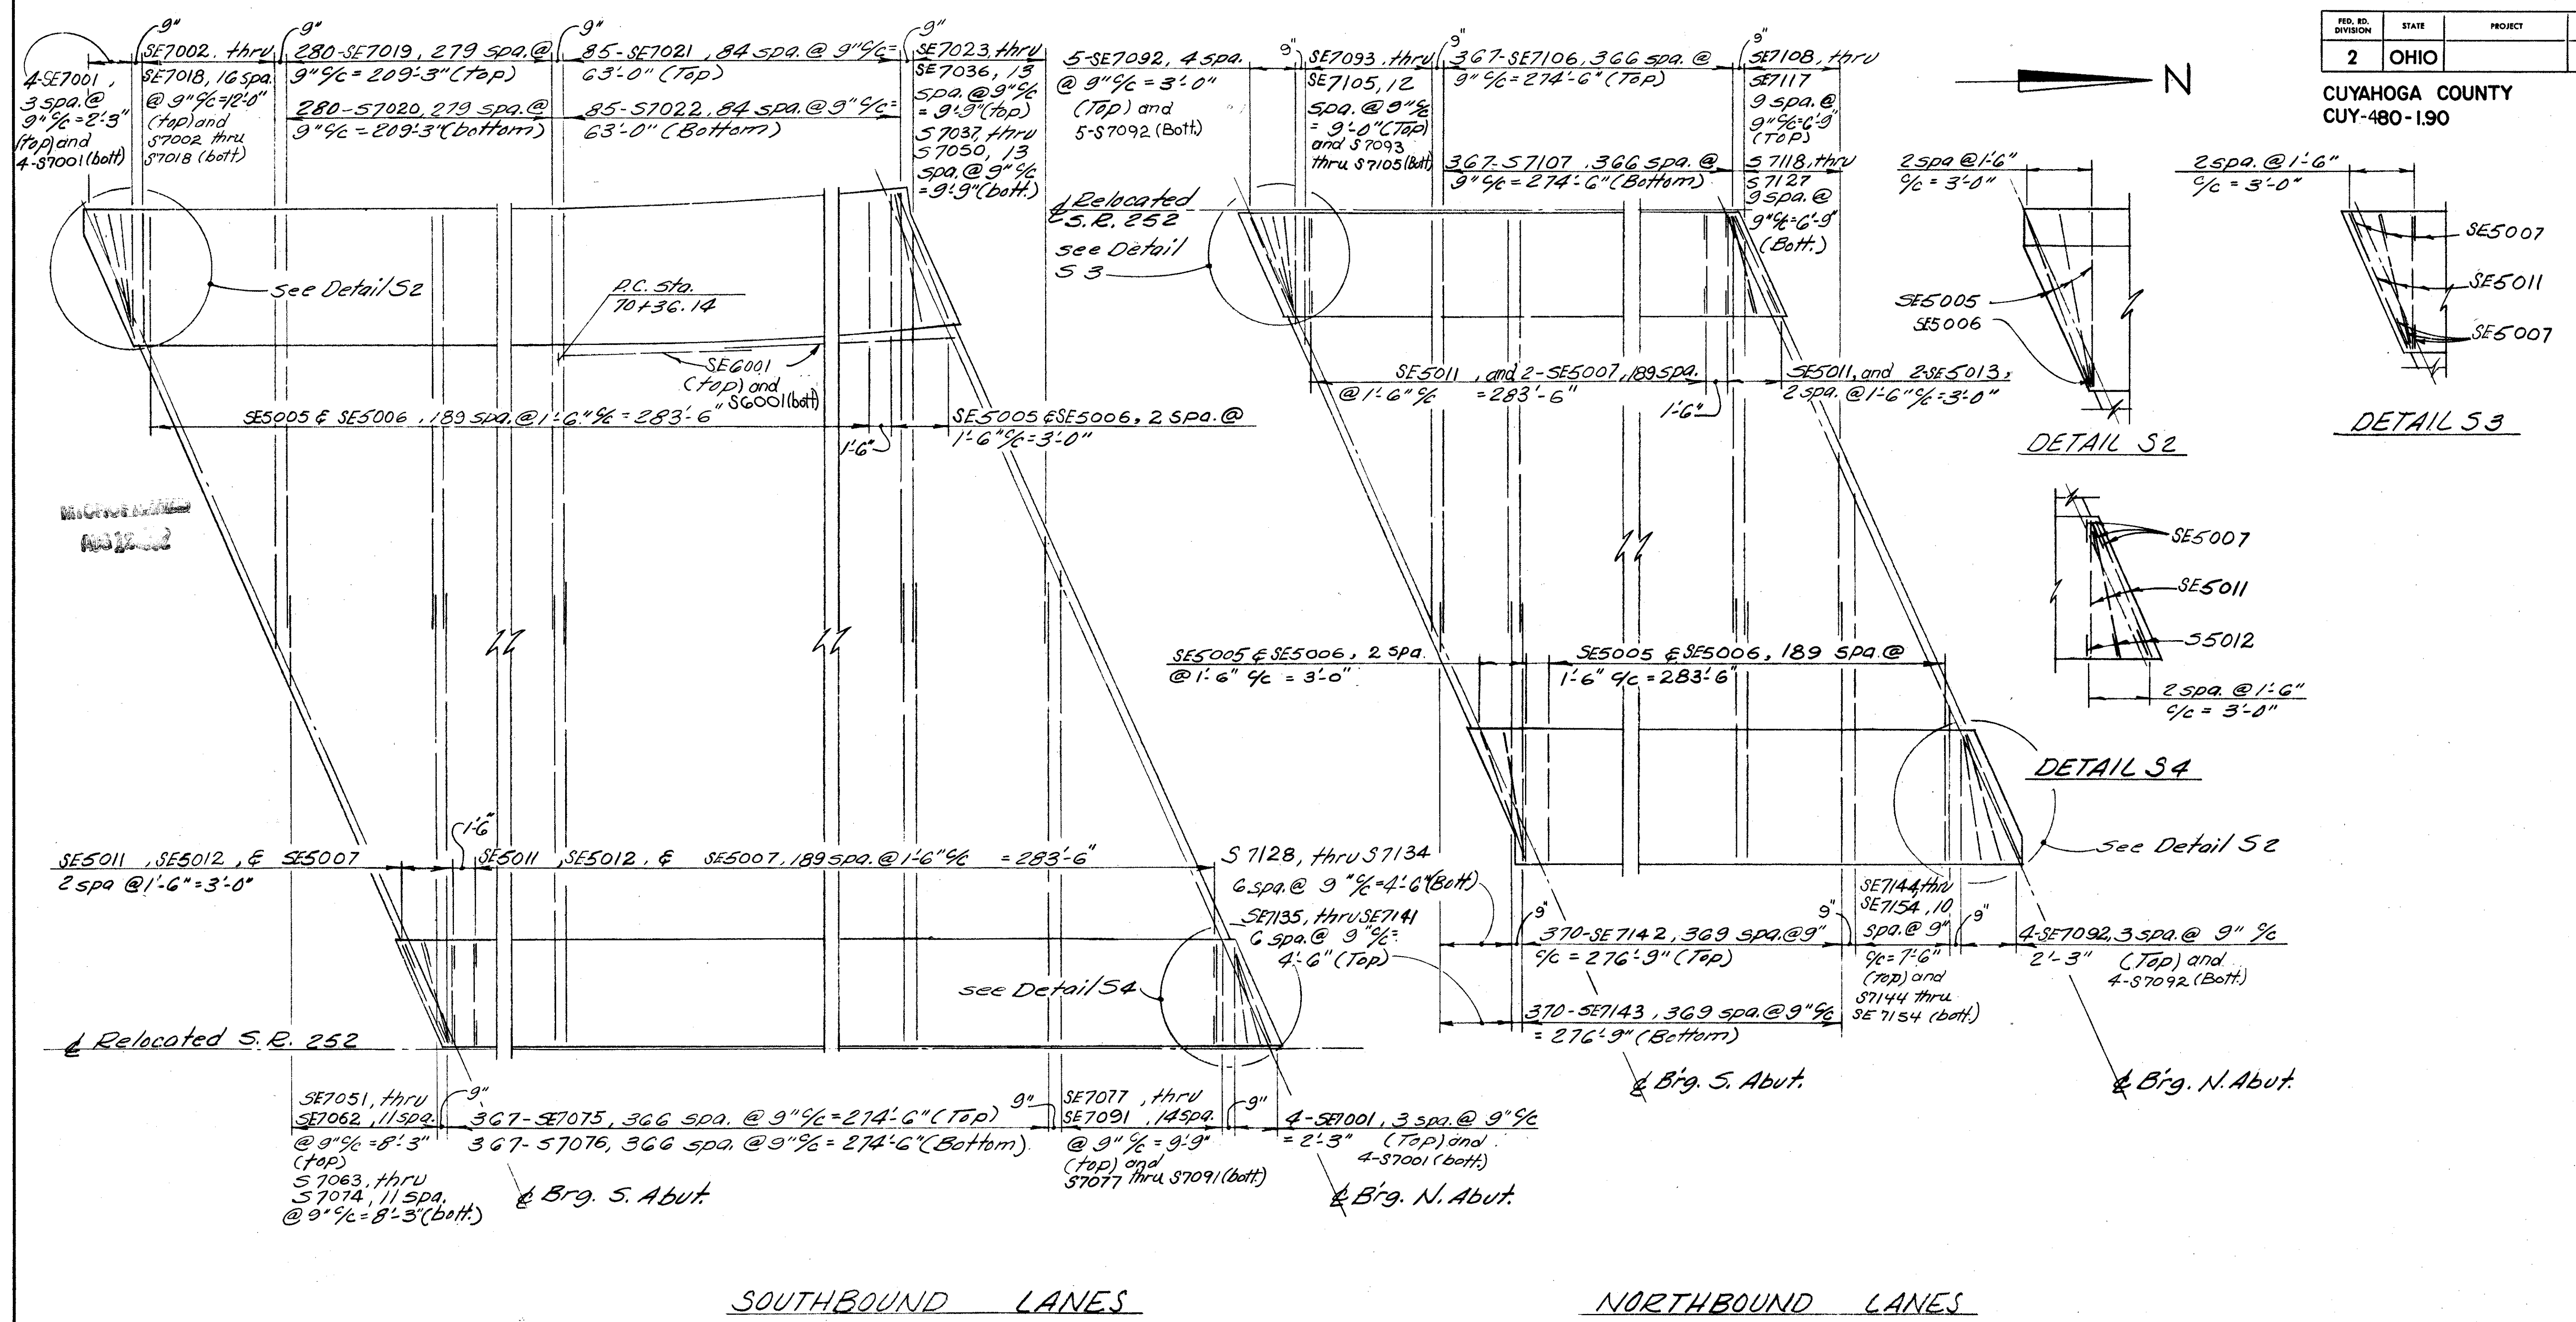 FED. RD. DIVISION STATE PROJECT
2 OHIO
CUYAHOGA COUNTY
CUY-480-1.90
N
9"
4-SE7001,
3 spa. @
9" c/c = 2'-3"
(top) and
4-S7001 (bott)
SE7002. thru
SE7018, 16 spa.
@ 9" c/c = 12'-0"
(top) and
S7002 thru
S7018 (bott)
9"
280-SE7019, 279 spa. @
9" c/c = 209'-3" (top)
280-S7020, 279 spa. @
9" c/c = 209'-3" (bottom)
9"
85-SE7021, 84 spa. @ 9" c/c =
63'-0" (Top)
85-S7022, 84 spa. @ 9" c/c =
63'-0" (Bottom)
9"
SE7023, thru
SE7036, 13
spa. @ 9" c/c
= 9'-9" (top)
S7037, thru
S7050, 13
spa. @ 9" c/c
= 9'-9" (bott.)
see Detail S2
P.C. Sta.
70+36.14
SE6001
(top) and
S6001 (bott)
SE5005 & SE5006, 189 spa. @ 1'-6" c/c = 283'-6"
1'-6"
SE5005 & SE5006, 2 spa. @
1'-6" c/c = 3'-0"
SE5011, SE5012, & SE5007
2 spa @ 1'-6" = 3'-0"
1'-6"
SE5011, SE5012, & SE5007, 189 spa. @ 1'-6" c/c = 283'-6"
see Detail S4
℄ Relocated S.R. 252
SE7051, thru
SE7062, 11 spa.
@ 9" c/c = 8'-3"
(top)
S7063, thru
S7074, 11 spa.
@ 9" c/c = 8'-3" (bott.)
9"
367-SE7075, 366 spa. @ 9" c/c = 274'-6" (Top)
367-S7076, 366 spa. @ 9" c/c = 274'-6" (Bottom)
9"
SE7077, thru
SE7091, 14 spa.
@ 9" c/c = 9'-9"
(top) and
S7077 thru S7091 (bott)
9"
4-SE7001, 3 spa. @ 9" c/c
= 2'-3" (Top) and
4-S7001 (bott.)
℄ Brg. S. Abut.
℄ Brg. N. Abut.
SOUTHBOUND LANES
5-SE7092, 4 spa.
@ 9" c/c = 3'-0"
(Top) and
5-S7092 (Bott)
9"
SE7093, thru
SE7105, 12
spa. @ 9" c/c
= 9'-0" (Top)
and S7093
thru S7105 (Bott)
9"
367-SE7106, 366 spa. @
9" c/c = 274'-6" (Top)
367-S7107, 366 spa. @
9" c/c = 274'-6" (Bottom)
9"
SE7108, thru
SE7117
9 spa. @
9" c/c = 6'-9"
(Top)
S7118, thru
S7127
9 spa. @
9" c/c = 6'-9"
(Bott.)
℄ Relocated
S.R. 252
see Detail
S 3
SE5011, and 2-SE5007, 189 spa.
@ 1'-6" c/c = 283'-6"
1'-6"
SE5011, and 2-SE5013,
2 spa. @ 1'-6" c/c = 3'-0"
SE5005 & SE5006, 2 spa.
@ 1'-6" c/c = 3'-0"
SE5005 & SE5006, 189 spa. @
1'-6" c/c = 283'-6"
S7128, thru S7134
6 spa. @ 9" c/c = 4'-6" (Bott)
SE7135, thru SE7141
6 spa. @ 9" c/c =
4'-6" (Top)
9"
370-SE7142, 369 spa. @ 9"
c/c = 276'-9" (Top)
370-SE7143, 369 spa. @ 9" c/c
= 276'-9" (Bottom)
9"
SE7144, thru
SE7154, 10
spa. @ 9"
c/c = 7'-6"
(Top) and
S7144 thru
SE7154 (bott.)
9"
4-SE7092, 3 spa. @ 9" c/c
2'-3" (Top) and
4-S7092 (Bott.)
see Detail S2
℄ Brg. S. Abut.
℄ Brg. N. Abut.
NORTHBOUND LANES
2 spa @ 1'-6"
c/c = 3'-0"
SE5005
SE5006
DETAIL S2
2 spa. @ 1'-6"
c/c = 3'-0"
SE5007
SE5011
SE5007
DETAIL S3
SE5007
SE5011
S5012
2 spa. @ 1'-6"
c/c = 3'-0"
DETAIL S4